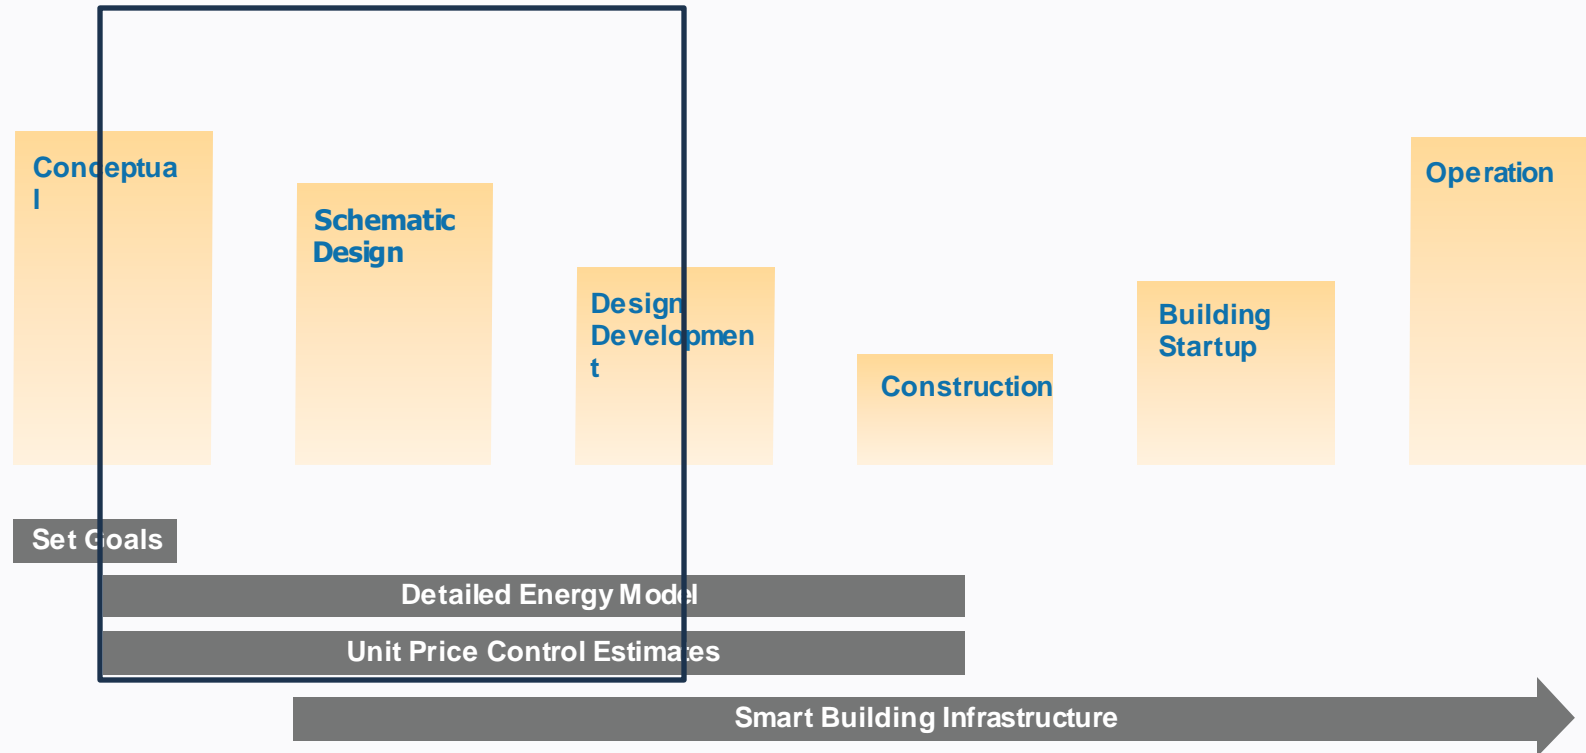 Conceptua
l
Schematic
Design
Design
Developmen
t
Construction
Building
Startup
Operation
Set Goals
Detailed Energy Model
Unit Price Control Estimates
Smart Building Infrastructure